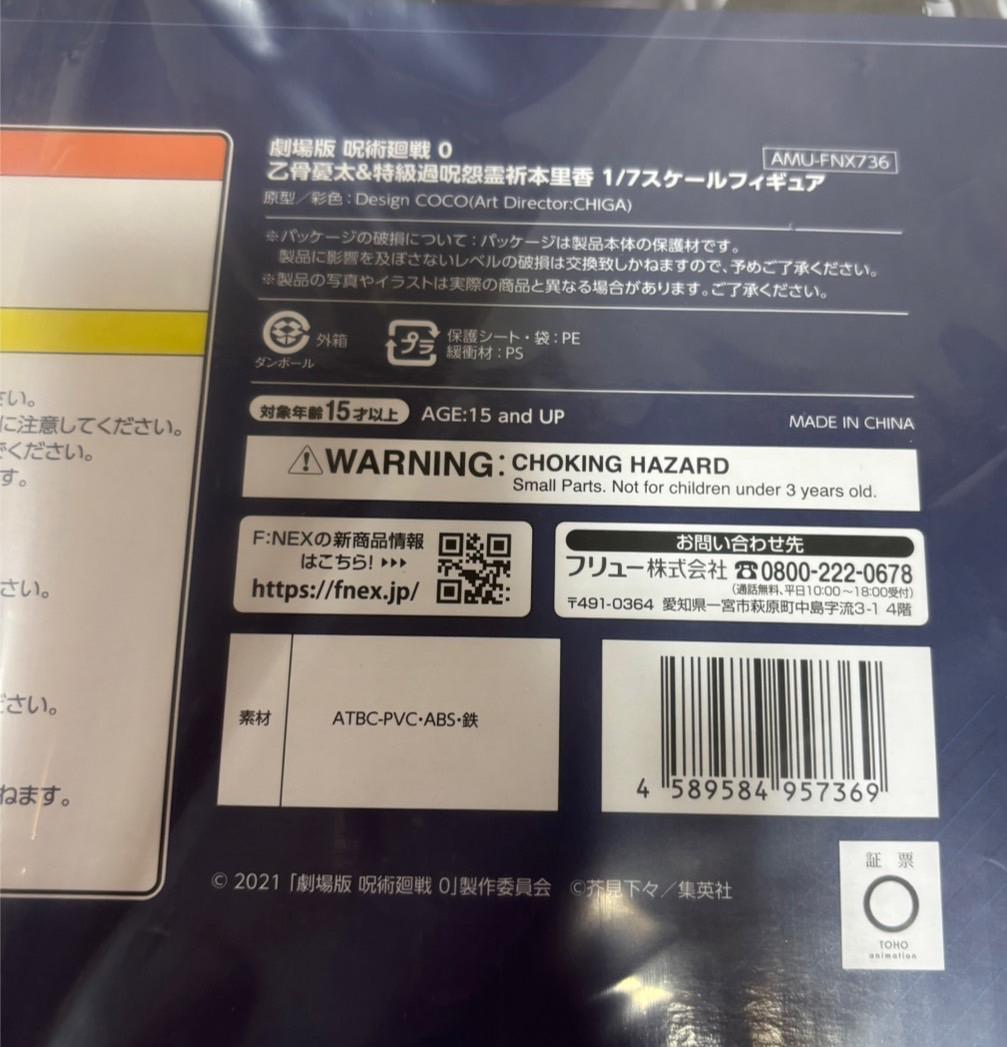 劇場版 呪術廻戦 0
乙骨憂太&特級過呪怨霊祈本里香 1/7スケールフィギュア
AMU-FNX736
原型／彩色：Design COCO(Art Director:CHIGA)
※パッケージの破損について：パッケージは製品本体の保護材です。
製品に影響を及ぼさないレベルの破損は交換致しかねますので、予めご了承ください。
※製品の写真やイラストは実際の商品と異なる場合があります。ご了承ください。
外箱
ダンボール
プラ
保護シート・袋：PE
緩衝材：PS
対象年齢15才以上
AGE:15 and UP
MADE IN CHINA
WARNING: CHOKING HAZARD
Small Parts. Not for children under 3 years old.
F:NEXの新商品情報
はこちら!
https://fnex.jp/
お問い合わせ先
フリュー株式会社 ☎0800-222-0678
(通話無料、平日10:00～18:00受付)
〒491-0364 愛知県一宮市萩原町中島字流3-1 4階
素材
ATBC-PVC・ABS・鉄
4 589584 957369
© 2021 「劇場版 呪術廻戦 0」製作委員会 ©芥見下々／集英社
証 票
TOHO
animation
さい。
に注意してください。
でください。
す。
さい。
ださい。
ねます。